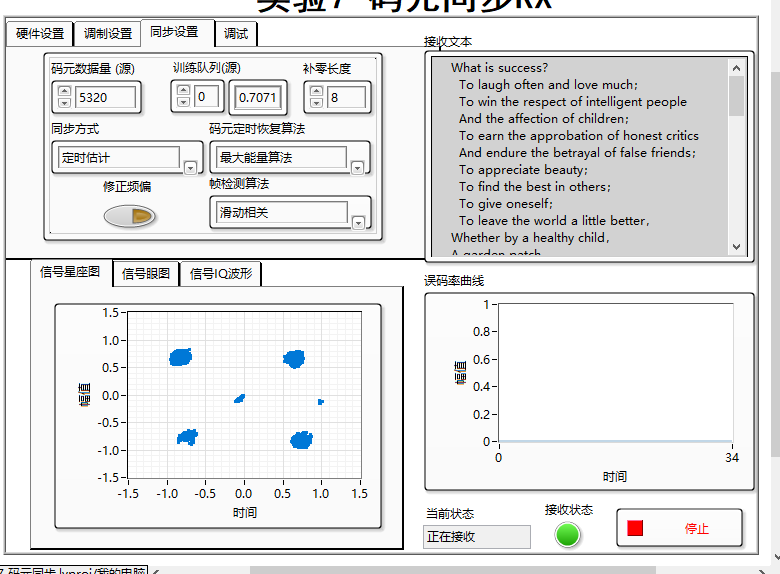 实验7 码元同步RX
硬件设置 调制设置 同步设置 调试
码元数据量 (源) 训练队列(源) 补零长度
5320 0 0.7071 8
同步方式 码元定时恢复算法
定时估计 最大能量算法
修正频偏 帧检测算法
滑动相关
接收文本
What is success?
To laugh often and love much;
To win the respect of intelligent people
And the affection of children;
To earn the approbation of honest critics
And endure the betrayal of false friends;
To appreciate beauty;
To find the best in others;
To give oneself;
To leave the world a little better,
Whether by a healthy child,
A garden patch
信号星座图 信号眼图 信号IQ波形
1.5
1.0
0.5
0.0
-0.5
-1.0
-1.5
幅值
-1.5 -1.0 -0.5 0.0 0.5 1.0 1.5
时间
误码率曲线
1
0.8
0.6
0.4
0.2
0
幅值
0 34
时间
当前状态 接收状态
正在接收 停止
7 码元同步.lvproj/我的电脑